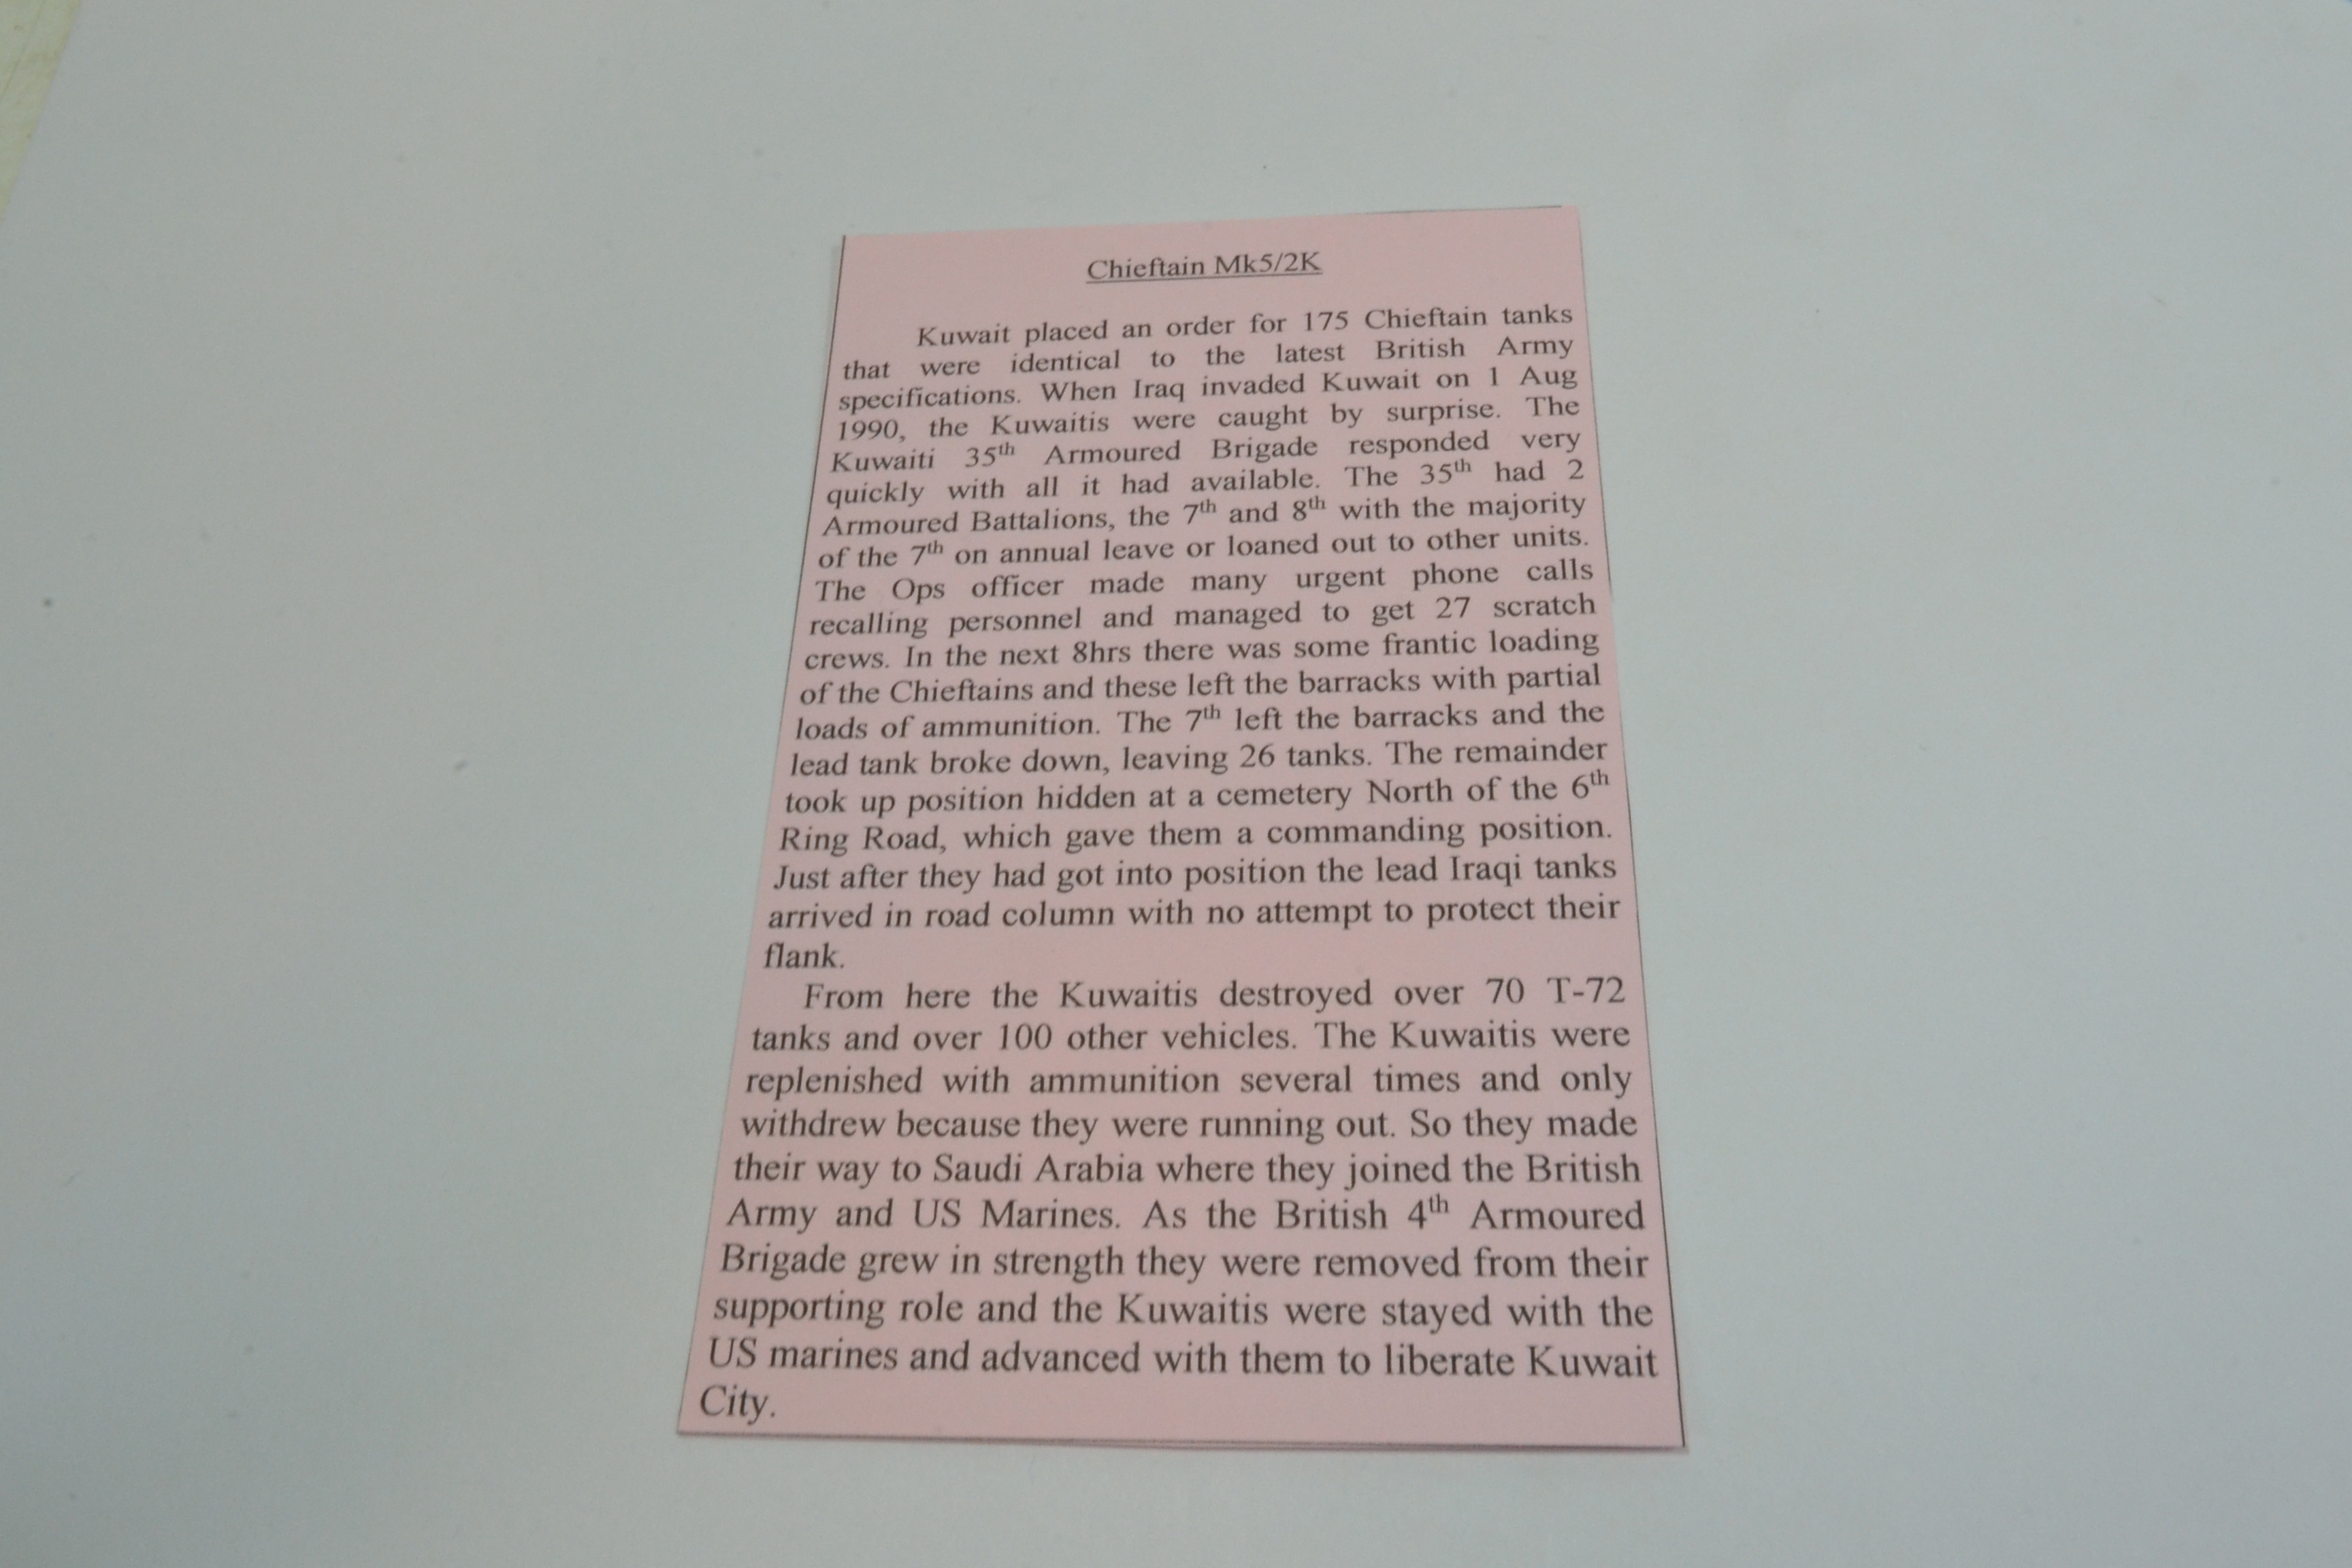 Chieftain Mk5/2K
Kuwait placed an order for 175 Chieftain tanks
that were identical to the latest British Army
specifications. When Iraq invaded Kuwait on 1 Aug
1990, the Kuwaitis were caught by surprise. The
Kuwaiti 35th Armoured Brigade responded very
quickly with all it had available. The 35th had 2
Armoured Battalions, the 7th and 8th with the majority
of the 7th on annual leave or loaned out to other units.
The Ops officer made many urgent phone calls
recalling personnel and managed to get 27 scratch
crews. In the next 8hrs there was some frantic loading
of the Chieftains and these left the barracks with partial
loads of ammunition. The 7th left the barracks and the
lead tank broke down, leaving 26 tanks. The remainder
took up position hidden at a cemetery North of the 6th
Ring Road, which gave them a commanding position.
Just after they had got into position the lead Iraqi tanks
arrived in road column with no attempt to protect their
flank.
From here the Kuwaitis destroyed over 70 T-72
tanks and over 100 other vehicles. The Kuwaitis were
replenished with ammunition several times and only
withdrew because they were running out. So they made
their way to Saudi Arabia where they joined the British
Army and US Marines. As the British 4th Armoured
Brigade grew in strength they were removed from their
supporting role and the Kuwaitis were stayed with the
US marines and advanced with them to liberate Kuwait
City.